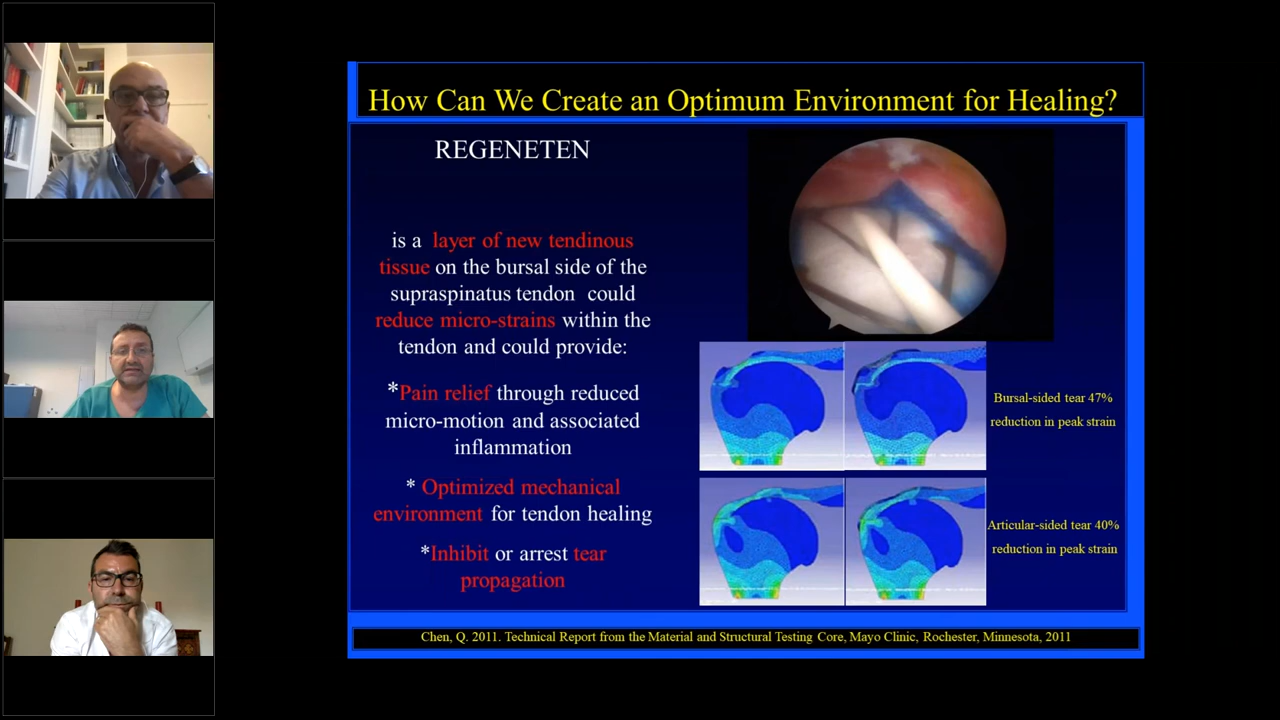 How Can We Create an Optimum Environment for Healing?
REGENETEN
is a layer of new tendinous
tissue on the bursal side of the
supraspinatus tendon could
reduce micro-strains within the
tendon and could provide:
*Pain relief through reduced
micro-motion and associated
inflammation
* Optimized mechanical
environment for tendon healing
*Inhibit or arrest tear
propagation
Bursal-sided tear 47%
reduction in peak strain
Articular-sided tear 40%
reduction in peak strain
Chen, Q. 2011. Technical Report from the Material and Structural Testing Core, Mayo Clinic, Rochester, Minnesota, 2011